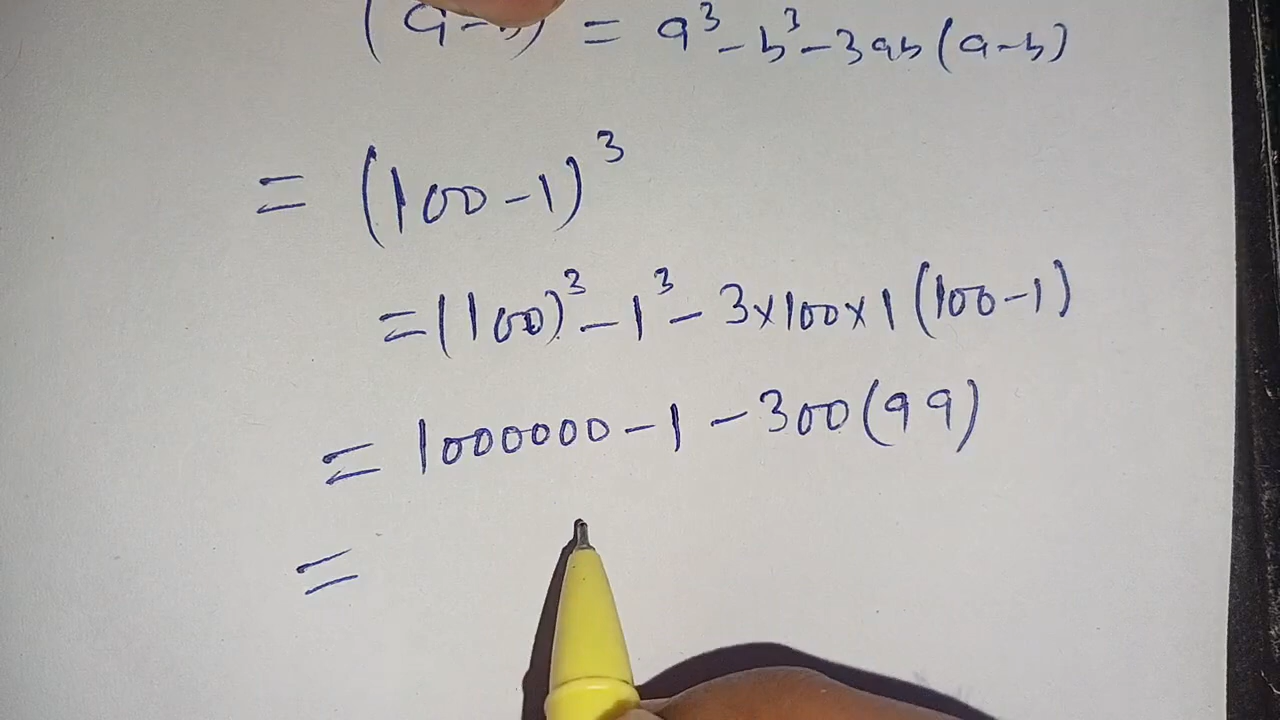 (a-b) = a³-b³-3ab(a-b)
= (100-1)³
=(100)³-1³-3×100×1(100-1)
= 1000000-1-300(99)
=